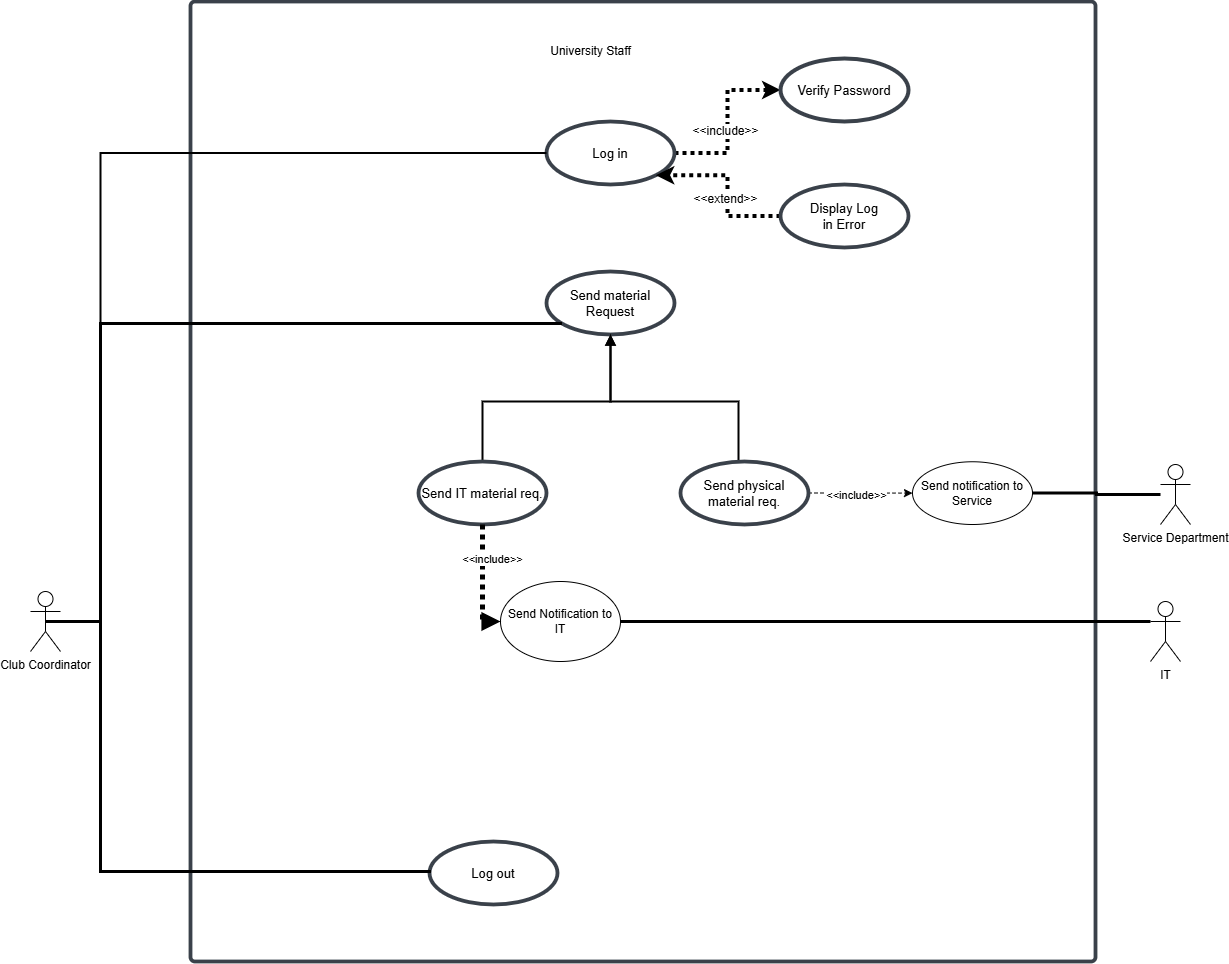 University Staff
Verify Password
<<include>>
Log in
<<extend>>
Display Log
in Error
Send material
Request
Send IT material req.
Send physical
material req.
<<include>>
Send notification to
Service
Service Department
<<include>>
Send Notification to
IT
Club Coordinator
IT
Log out